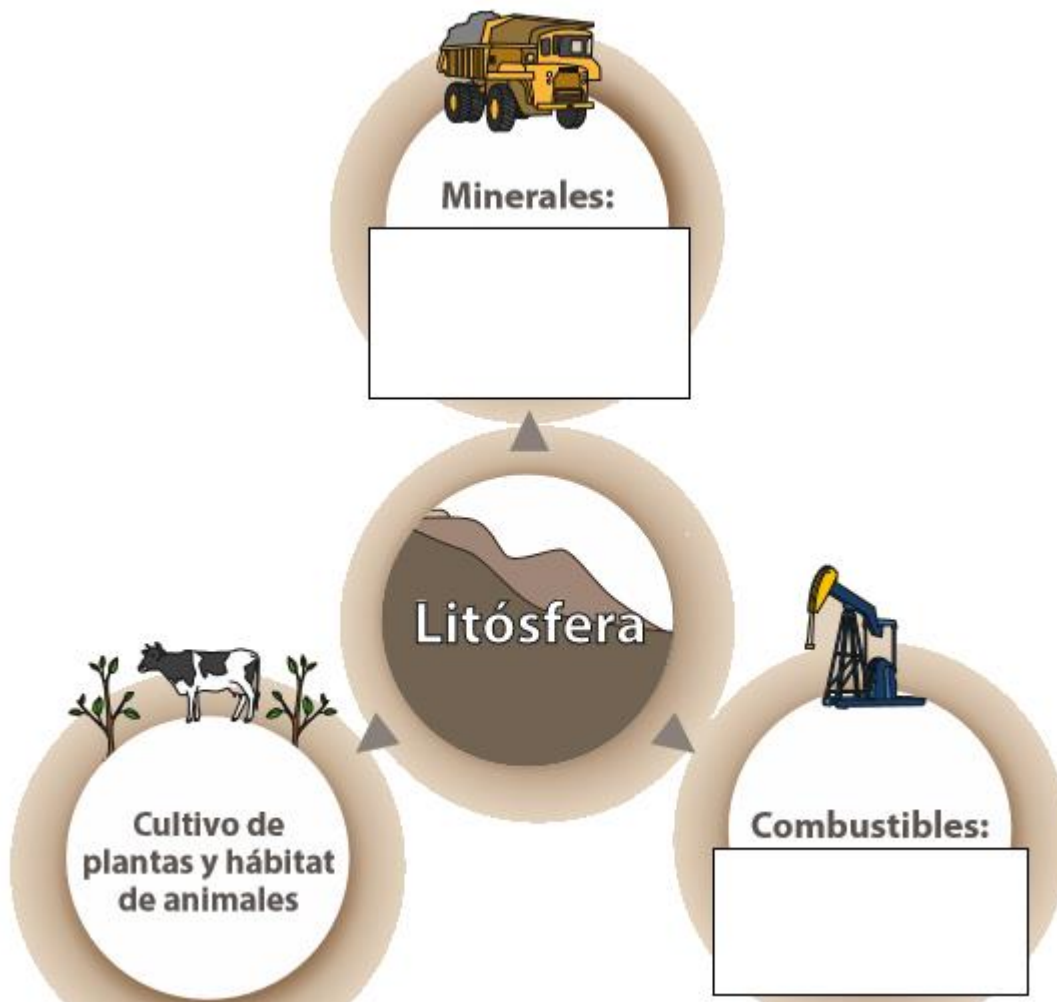 Minerales:
Litósfera
Cultivo de
plantas y hábitat
de animales
Combustibles: